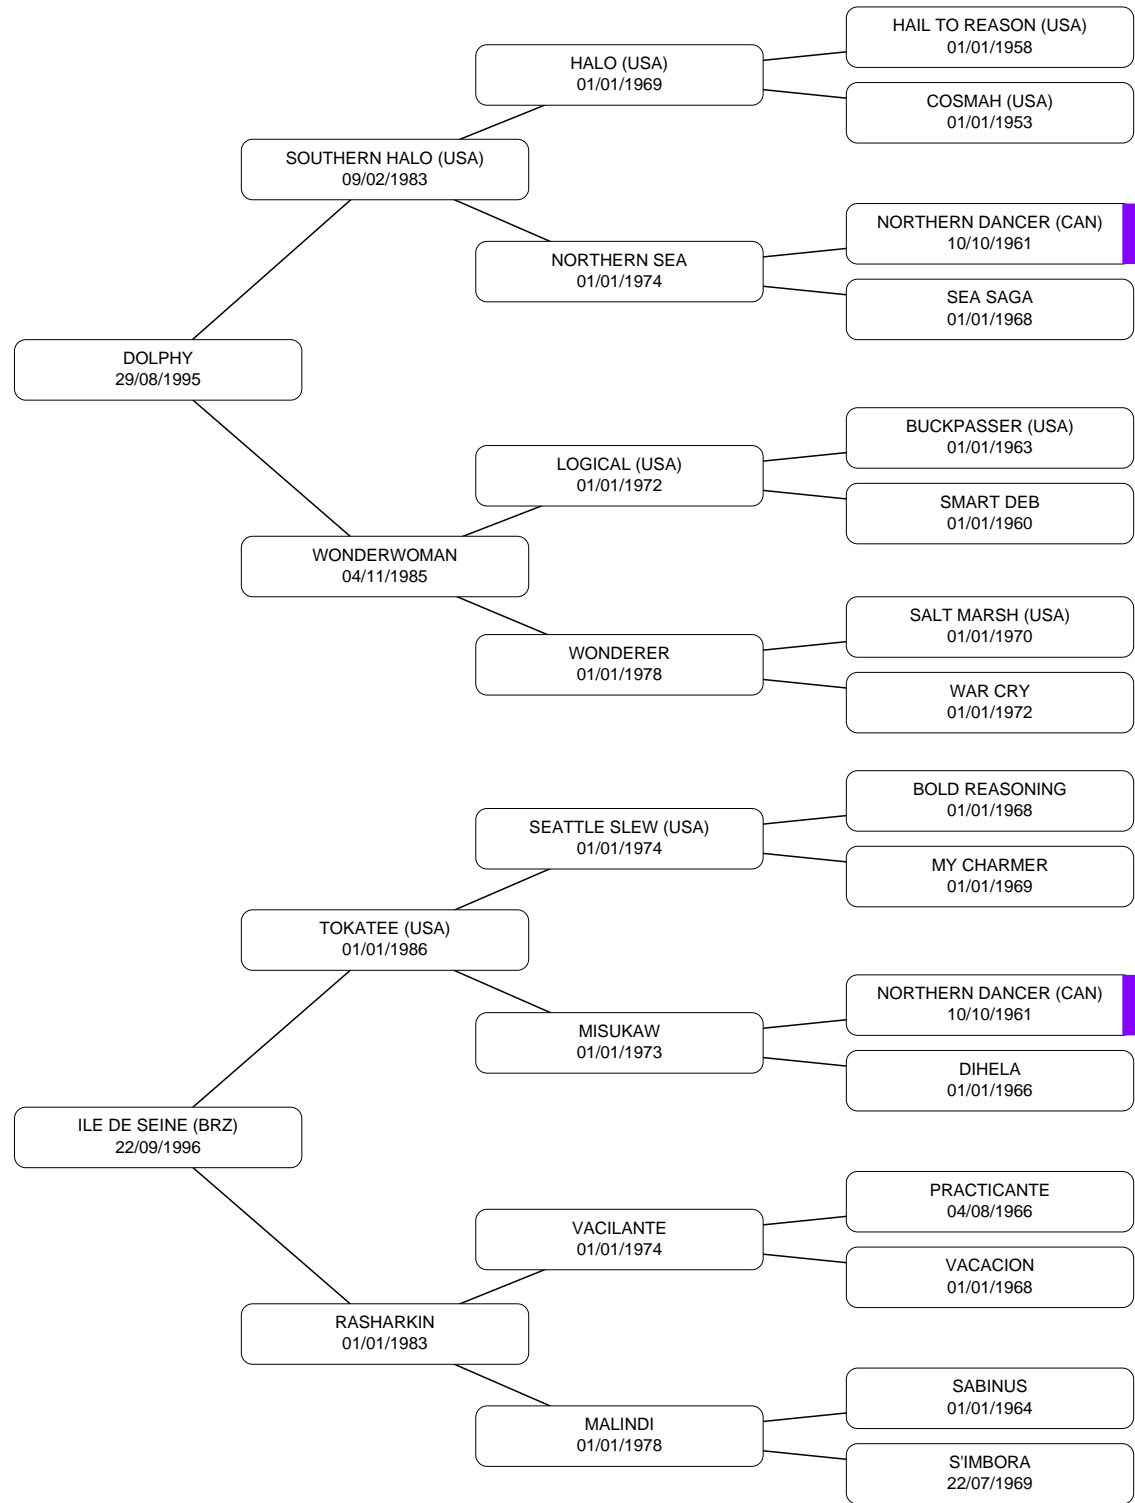 HAIL TO REASON (USA)
01/01/1958
HALO (USA)
01/01/1969
COSMAH (USA)
01/01/1953
SOUTHERN HALO (USA)
09/02/1983
NORTHERN DANCER (CAN)
10/10/1961
NORTHERN SEA
01/01/1974
SEA SAGA
01/01/1968
DOLPHY
29/08/1995
BUCKPASSER (USA)
01/01/1963
LOGICAL (USA)
01/01/1972
SMART DEB
01/01/1960
WONDERWOMAN
04/11/1985
SALT MARSH (USA)
01/01/1970
WONDERER
01/01/1978
WAR CRY
01/01/1972
BOLD REASONING
01/01/1968
SEATTLE SLEW (USA)
01/01/1974
MY CHARMER
01/01/1969
TOKATEE (USA)
01/01/1986
NORTHERN DANCER (CAN)
10/10/1961
MISUKAW
01/01/1973
DIHELA
01/01/1966
ILE DE SEINE (BRZ)
22/09/1996
PRACTICANTE
04/08/1966
VACILANTE
01/01/1974
VACACION
01/01/1968
RASHARKIN
01/01/1983
SABINUS
01/01/1964
MALINDI
01/01/1978
S'IMBORA
22/07/1969